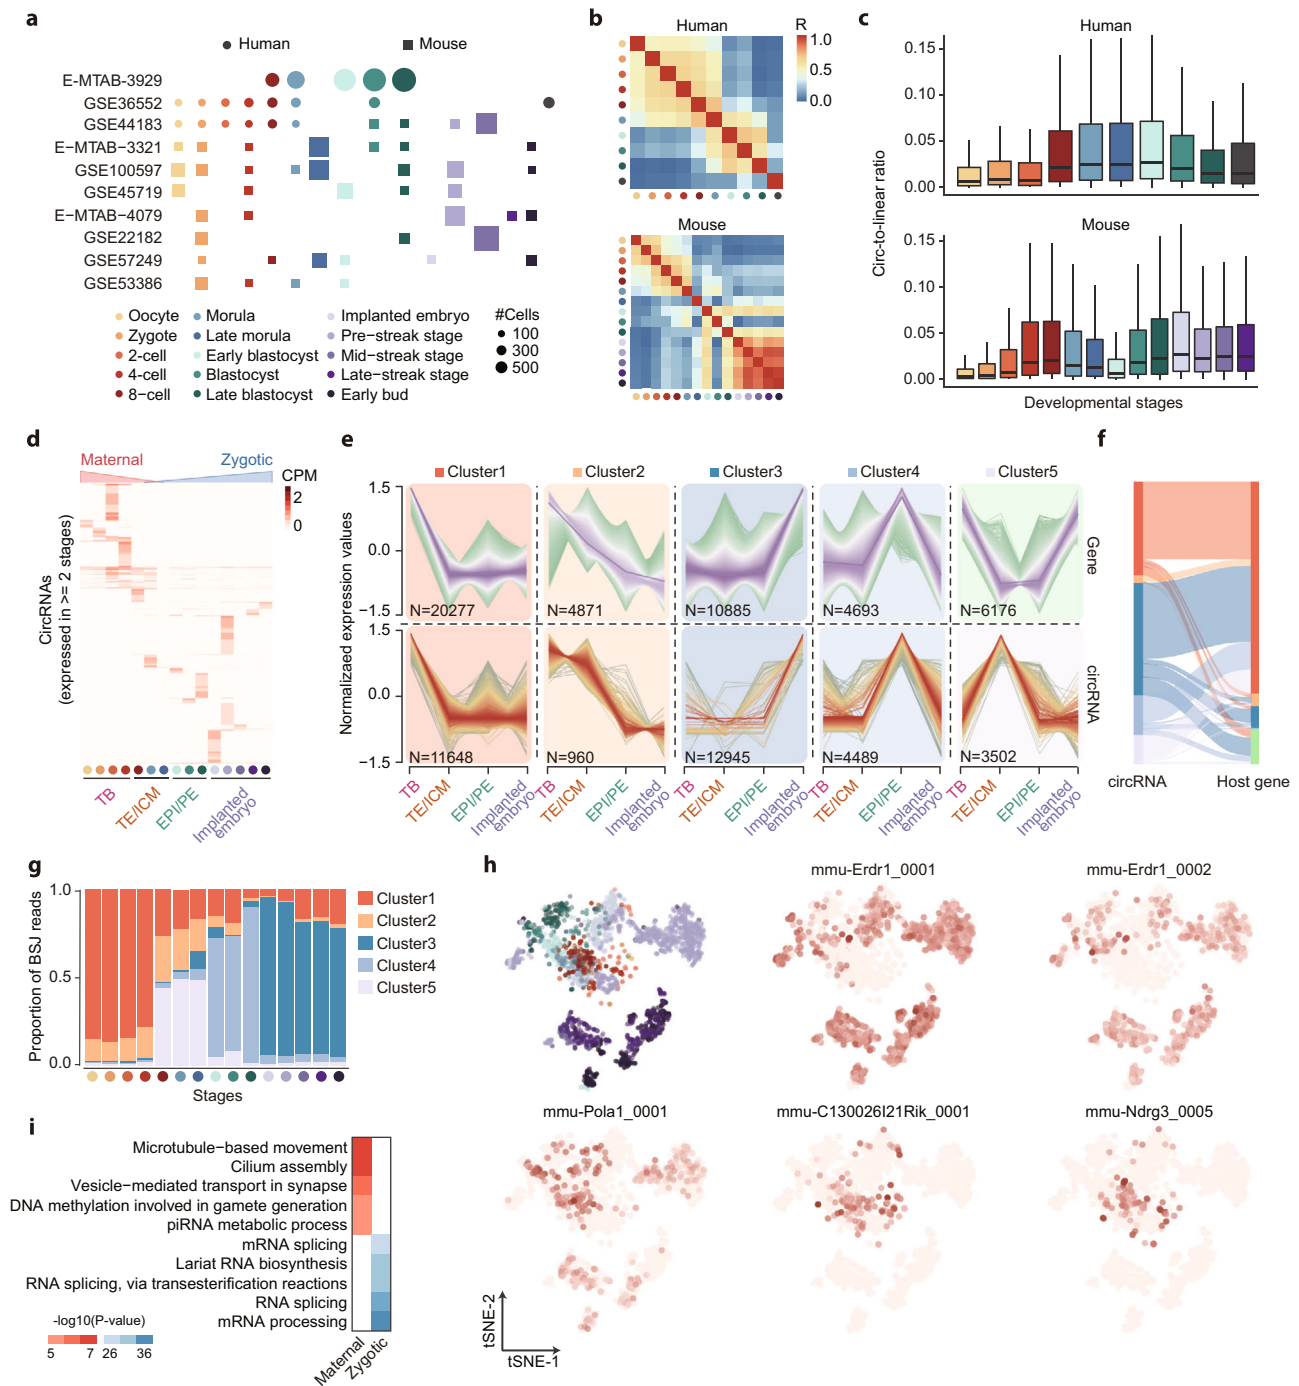 a
Human
Mouse
E-MTAB-3929
GSE36552
GSE44183
E-MTAB-3321
GSE100597
GSE45719
E-MTAB-4079
GSE22182
GSE57249
GSE53386
Oocyte
Zygote
2-cell
4-cell
8-cell
Morula
Late morula
Early blastocyst
Blastocyst
Late blastocyst
Implanted embryo
Pre-streak stage
Mid-streak stage
Late-streak stage
Early bud
#Cells
100
300
500
b
Human
R
1.0
0.5
0.0
Mouse
c
Human
0.15
0.10
0.05
0.00
Mouse
0.15
0.10
0.05
0.00
Circ-to-linear ratio
Developmental stages
d
Maternal
Zygotic
CPM
2
0
CircRNAs
(expressed in >= 2 stages)
TB
TE/ICM
EPI/PE
Implanted
embryo
e
Cluster1
Cluster2
Cluster3
Cluster4
Cluster5
Normalized expression values
1.5
0.0
−1.5
N=20277
N=4871
N=10885
N=4693
N=6176
Gene
1.5
0.0
−1.5
N=11648
N=960
N=12945
N=4489
N=3502
circRNA
TB
TE/ICM
EPI/PE
Implanted
embryo
TB
TE/ICM
EPI/PE
Implanted
embryo
TB
TE/ICM
EPI/PE
Implanted
embryo
TB
TE/ICM
EPI/PE
Implanted
embryo
TB
TE/ICM
EPI/PE
Implanted
embryo
f
circRNA
Host gene
g
Proportion of BSJ reads
1.0
0.5
0.0
Stages
Cluster1
Cluster2
Cluster3
Cluster4
Cluster5
h
mmu-Erdr1_0001
mmu-Erdr1_0002
mmu-Pola1_0001
mmu-C130026I21Rik_0001
mmu-Ndrg3_0005
tSNE-2
tSNE-1
i
Microtubule-based movement
Cilium assembly
Vesicle-mediated transport in synapse
DNA methylation involved in gamete generation
piRNA metabolic process
mRNA splicing
Lariat RNA biosynthesis
RNA splicing, via transesterification reactions
RNA splicing
mRNA processing
-log10(P-value)
5
7
26
36
Maternal
Zygotic